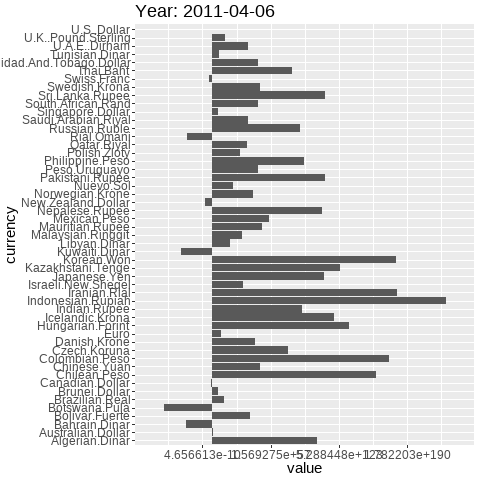 Year: 2011-04-06
U.S..Dollar
U.K..Pound.Sterling
U.A.E..Dirham
Tunisian.Dinar
idad.And.Tobago.Dollar
Thai.Baht
Swiss.Franc
Swedish.Krona
Sri.Lanka.Rupee
South.African.Rand
Singapore.Dollar
Saudi.Arabian.Riyal
Russian.Ruble
Rial.Omani
Qatar.Riyal
Polish.Zloty
Philippine.Peso
Peso.Uruguayo
Pakistani.Rupee
Nuevo.Sol
Norwegian.Krone
New.Zealand.Dollar
Nepalese.Rupee
Mexican.Peso
Mauritian.Rupee
Malaysian.Ringgit
Libyan.Dinar
Kuwaiti.Dinar
Korean.Won
Kazakhstani.Tenge
Japanese.Yen
Israeli.New.Sheqel
Iranian.Rial
Indonesian.Rupiah
Indian.Rupee
Icelandic.Krona
Hungarian.Forint
Euro
Danish.Krone
Czech.Koruna
Colombian.Peso
Chinese.Yuan
Chilean.Peso
Canadian.Dollar
Brunei.Dollar
Brazilian.Real
Botswana.Pula
Bolivar.Fuerte
Bahrain.Dinar
Australian.Dollar
Algerian.Dinar
currency
value